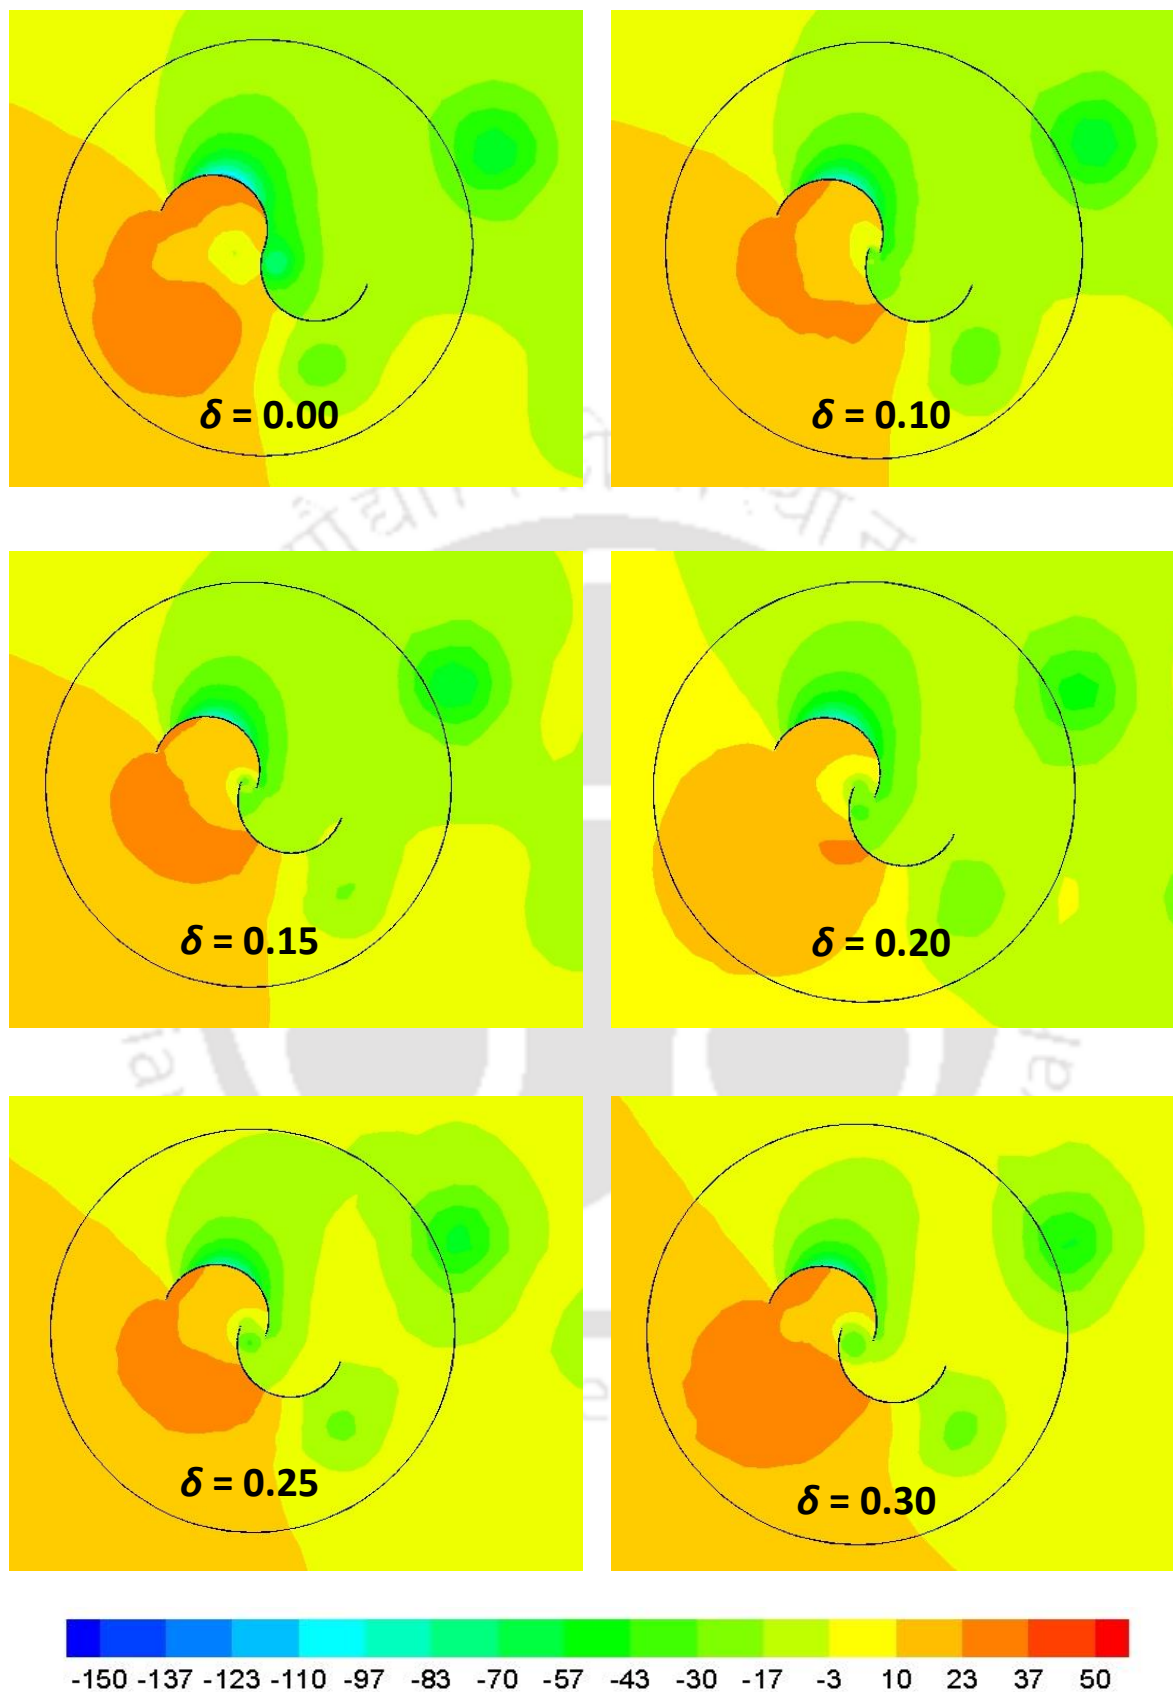 δ = 0.00
δ = 0.10
δ = 0.15
δ = 0.20
δ = 0.25
δ = 0.30
-150 -137 -123 -110 -97 -83 -70 -57 -43 -30 -17 -3 10 23 37 50